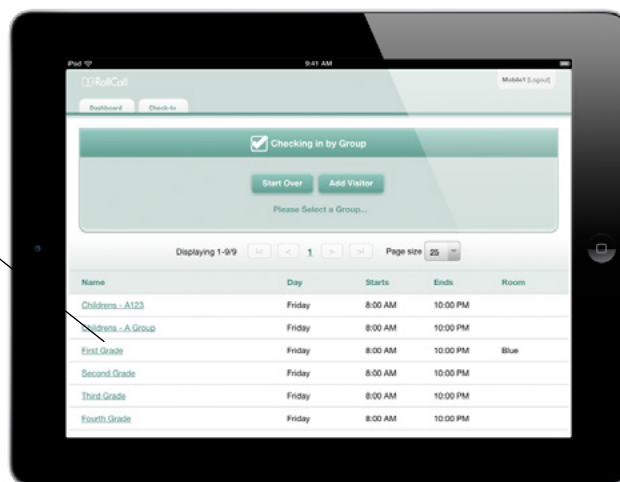 iPad
9:41 AM
RollCall
Mobile1 [Logout]
Dashboard Check-In
Checking in by Group
Start Over Add Visitor
Please Select a Group...
Displaying 1-9/9 |< < 1 > >| Page size 25
Name Day Starts Ends Room
Childrens - A123 Friday 8:00 AM 10:00 PM
Childrens - A Group Friday 8:00 AM 10:00 PM
First Grade Friday 8:00 AM 10:00 PM Blue
Second Grade Friday 8:00 AM 10:00 PM
Third Grade Friday 8:00 AM 10:00 PM
Fourth Grade Friday 8:00 AM 10:00 PM